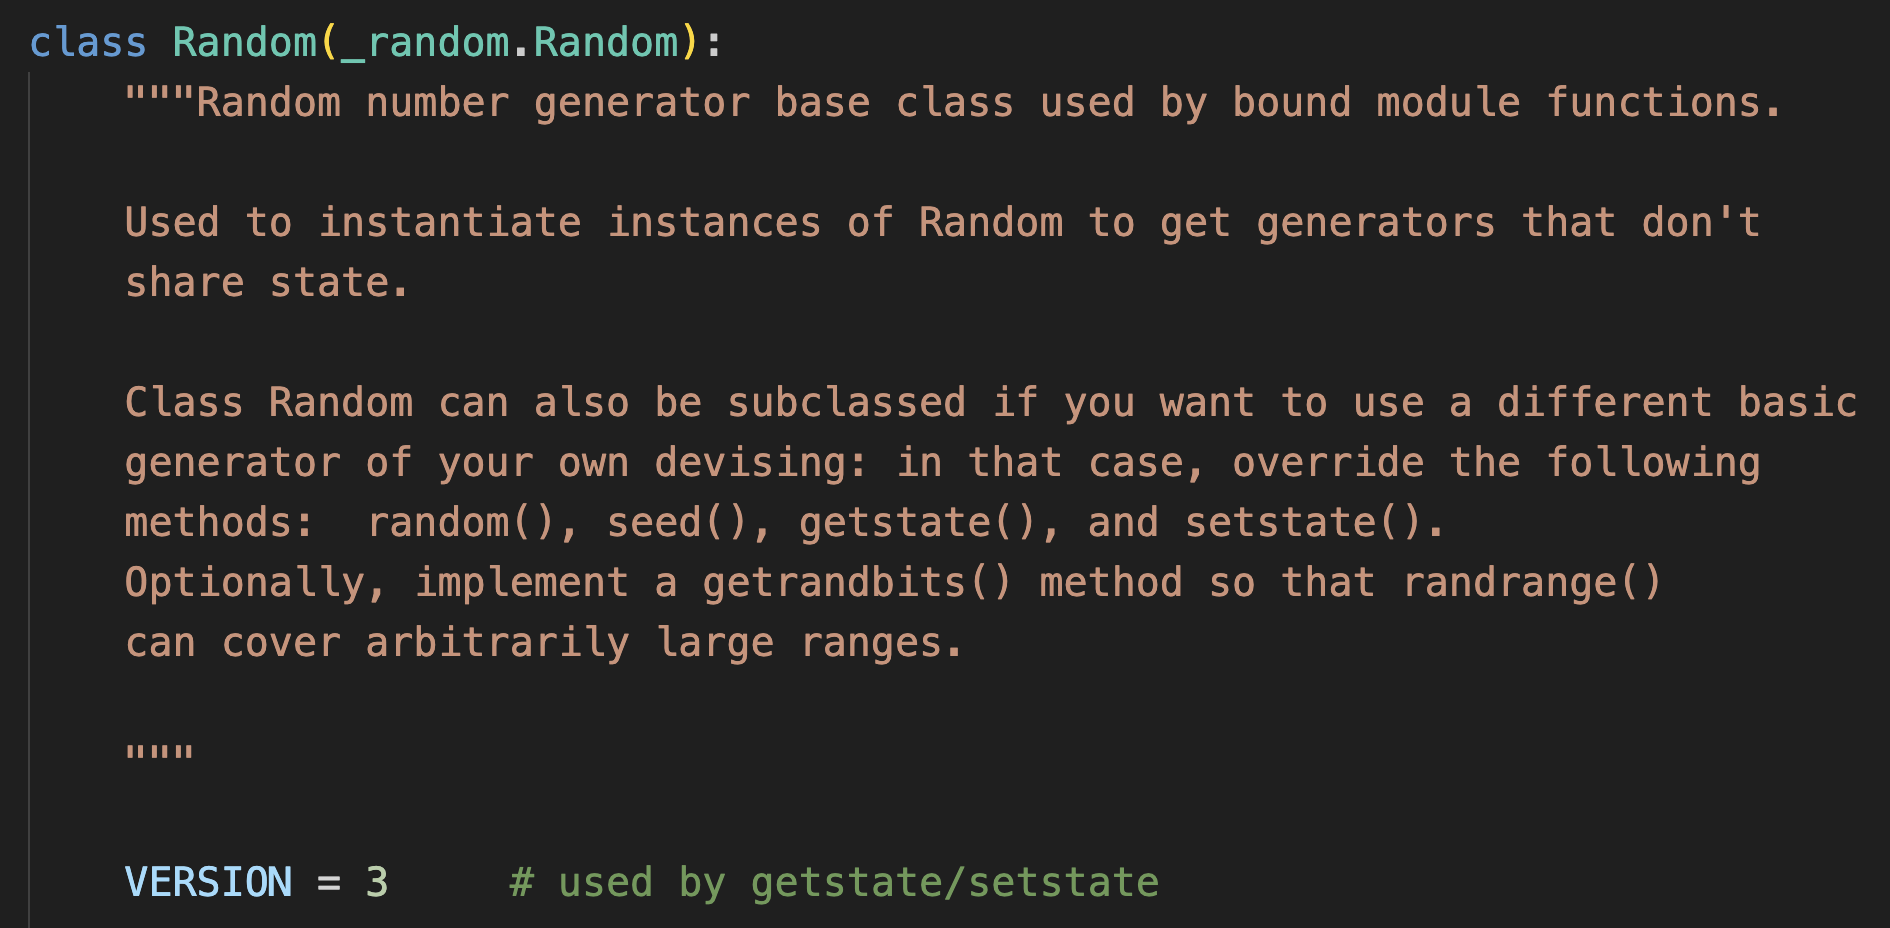 class Random(_random.Random):
"""Random number generator base class used by bound module functions.
Used to instantiate instances of Random to get generators that don't
share state.
Class Random can also be subclassed if you want to use a different basic
generator of your own devising: in that case, override the following
methods:  random(), seed(), getstate(), and setstate().
Optionally, implement a getrandbits() method so that randrange()
can cover arbitrarily large ranges.
"""
VERSION = 3     # used by getstate/setstate